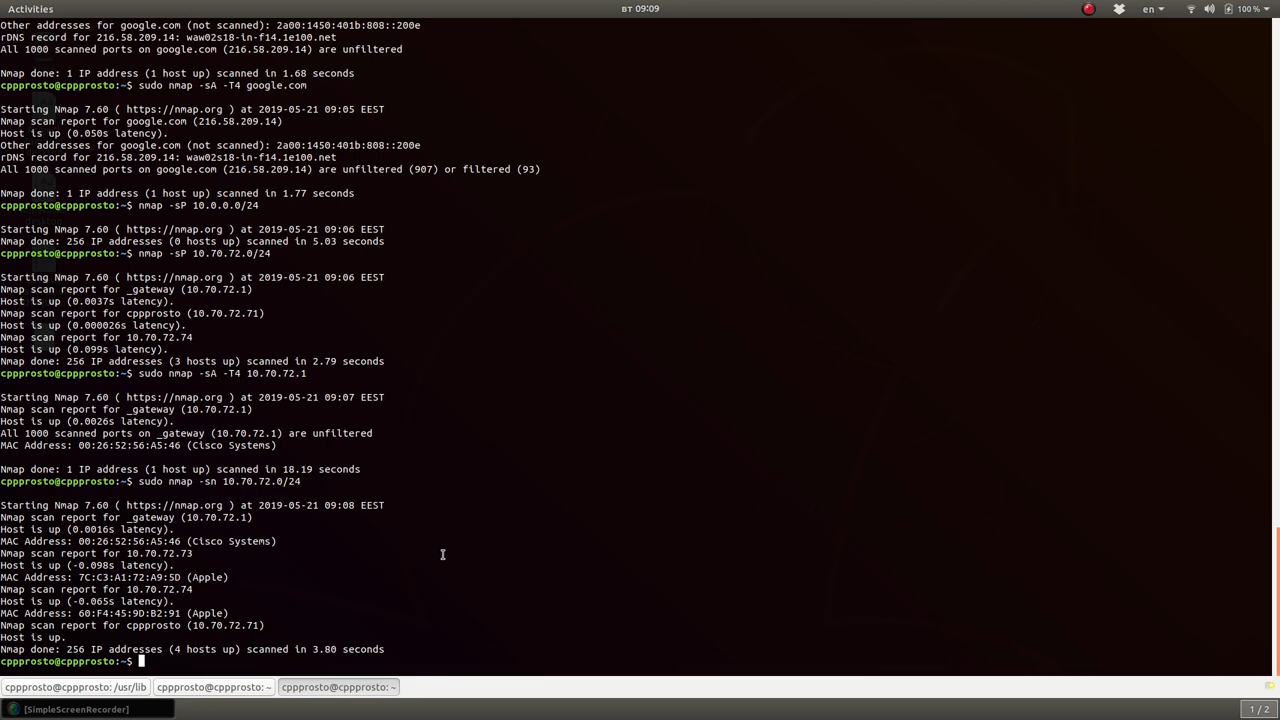 Activities
вт 09:09
en
100 %
Other addresses for google.com (not scanned): 2a00:1450:401b:808::200e
rDNS record for 216.58.209.14: waw02s18-in-f14.1e100.net
All 1000 scanned ports on google.com (216.58.209.14) are unfiltered
Nmap done: 1 IP address (1 host up) scanned in 1.68 seconds
cppprosto@cppprosto:~$ sudo nmap -sA -T4 google.com
Starting Nmap 7.60 ( https://nmap.org ) at 2019-05-21 09:05 EEST
Nmap scan report for google.com (216.58.209.14)
Host is up (0.050s latency).
Other addresses for google.com (not scanned): 2a00:1450:401b:808::200e
rDNS record for 216.58.209.14: waw02s18-in-f14.1e100.net
All 1000 scanned ports on google.com (216.58.209.14) are unfiltered (907) or filtered (93)
Nmap done: 1 IP address (1 host up) scanned in 1.77 seconds
cppprosto@cppprosto:~$ nmap -sP 10.0.0.0/24
Starting Nmap 7.60 ( https://nmap.org ) at 2019-05-21 09:06 EEST
Nmap done: 256 IP addresses (0 hosts up) scanned in 5.03 seconds
cppprosto@cppprosto:~$ nmap -sP 10.70.72.0/24
Starting Nmap 7.60 ( https://nmap.org ) at 2019-05-21 09:06 EEST
Nmap scan report for _gateway (10.70.72.1)
Host is up (0.0037s latency).
Nmap scan report for cppprosto (10.70.72.71)
Host is up (0.000026s latency).
Nmap scan report for 10.70.72.74
Host is up (0.099s latency).
Nmap done: 256 IP addresses (3 hosts up) scanned in 2.79 seconds
cppprosto@cppprosto:~$ sudo nmap -sA -T4 10.70.72.1
Starting Nmap 7.60 ( https://nmap.org ) at 2019-05-21 09:07 EEST
Nmap scan report for _gateway (10.70.72.1)
Host is up (0.0026s latency).
All 1000 scanned ports on _gateway (10.70.72.1) are unfiltered
MAC Address: 00:26:52:56:A5:46 (Cisco Systems)
Nmap done: 1 IP address (1 host up) scanned in 18.19 seconds
cppprosto@cppprosto:~$ sudo nmap -sn 10.70.72.0/24
Starting Nmap 7.60 ( https://nmap.org ) at 2019-05-21 09:08 EEST
Nmap scan report for _gateway (10.70.72.1)
Host is up (0.0016s latency).
MAC Address: 00:26:52:56:A5:46 (Cisco Systems)
Nmap scan report for 10.70.72.73
Host is up (-0.098s latency).
MAC Address: 7C:C3:A1:72:A9:5D (Apple)
Nmap scan report for 10.70.72.74
Host is up (-0.065s latency).
MAC Address: 60:F4:45:9D:B2:91 (Apple)
Nmap scan report for cppprosto (10.70.72.71)
Host is up.
Nmap done: 256 IP addresses (4 hosts up) scanned in 3.80 seconds
cppprosto@cppprosto:~$
cppprosto@cppprosto: /usr/lib
cppprosto@cppprosto: ~
cppprosto@cppprosto: ~
[SimpleScreenRecorder]
1 / 2